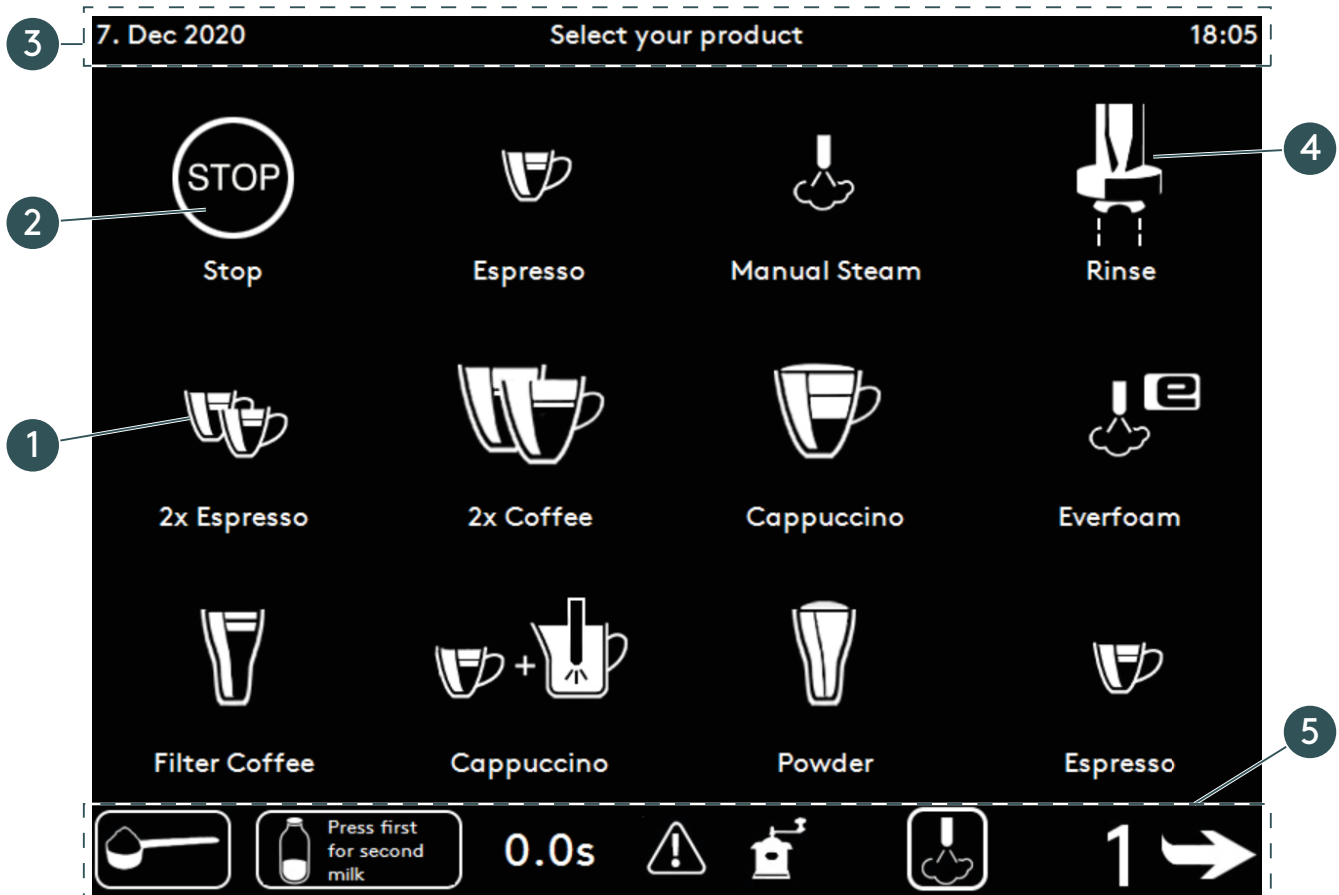 3
7. Dec 2020
Select your product
18:05
STOP
4
2
Stop
Espresso
Manual Steam
Rinse
e
1
2x Espresso
2x Coffee
Cappuccino
Everfoam
+
5
Filter Coffee
Cappuccino
Powder
Espresso
Press first
for second
milk
0.0s
!
1